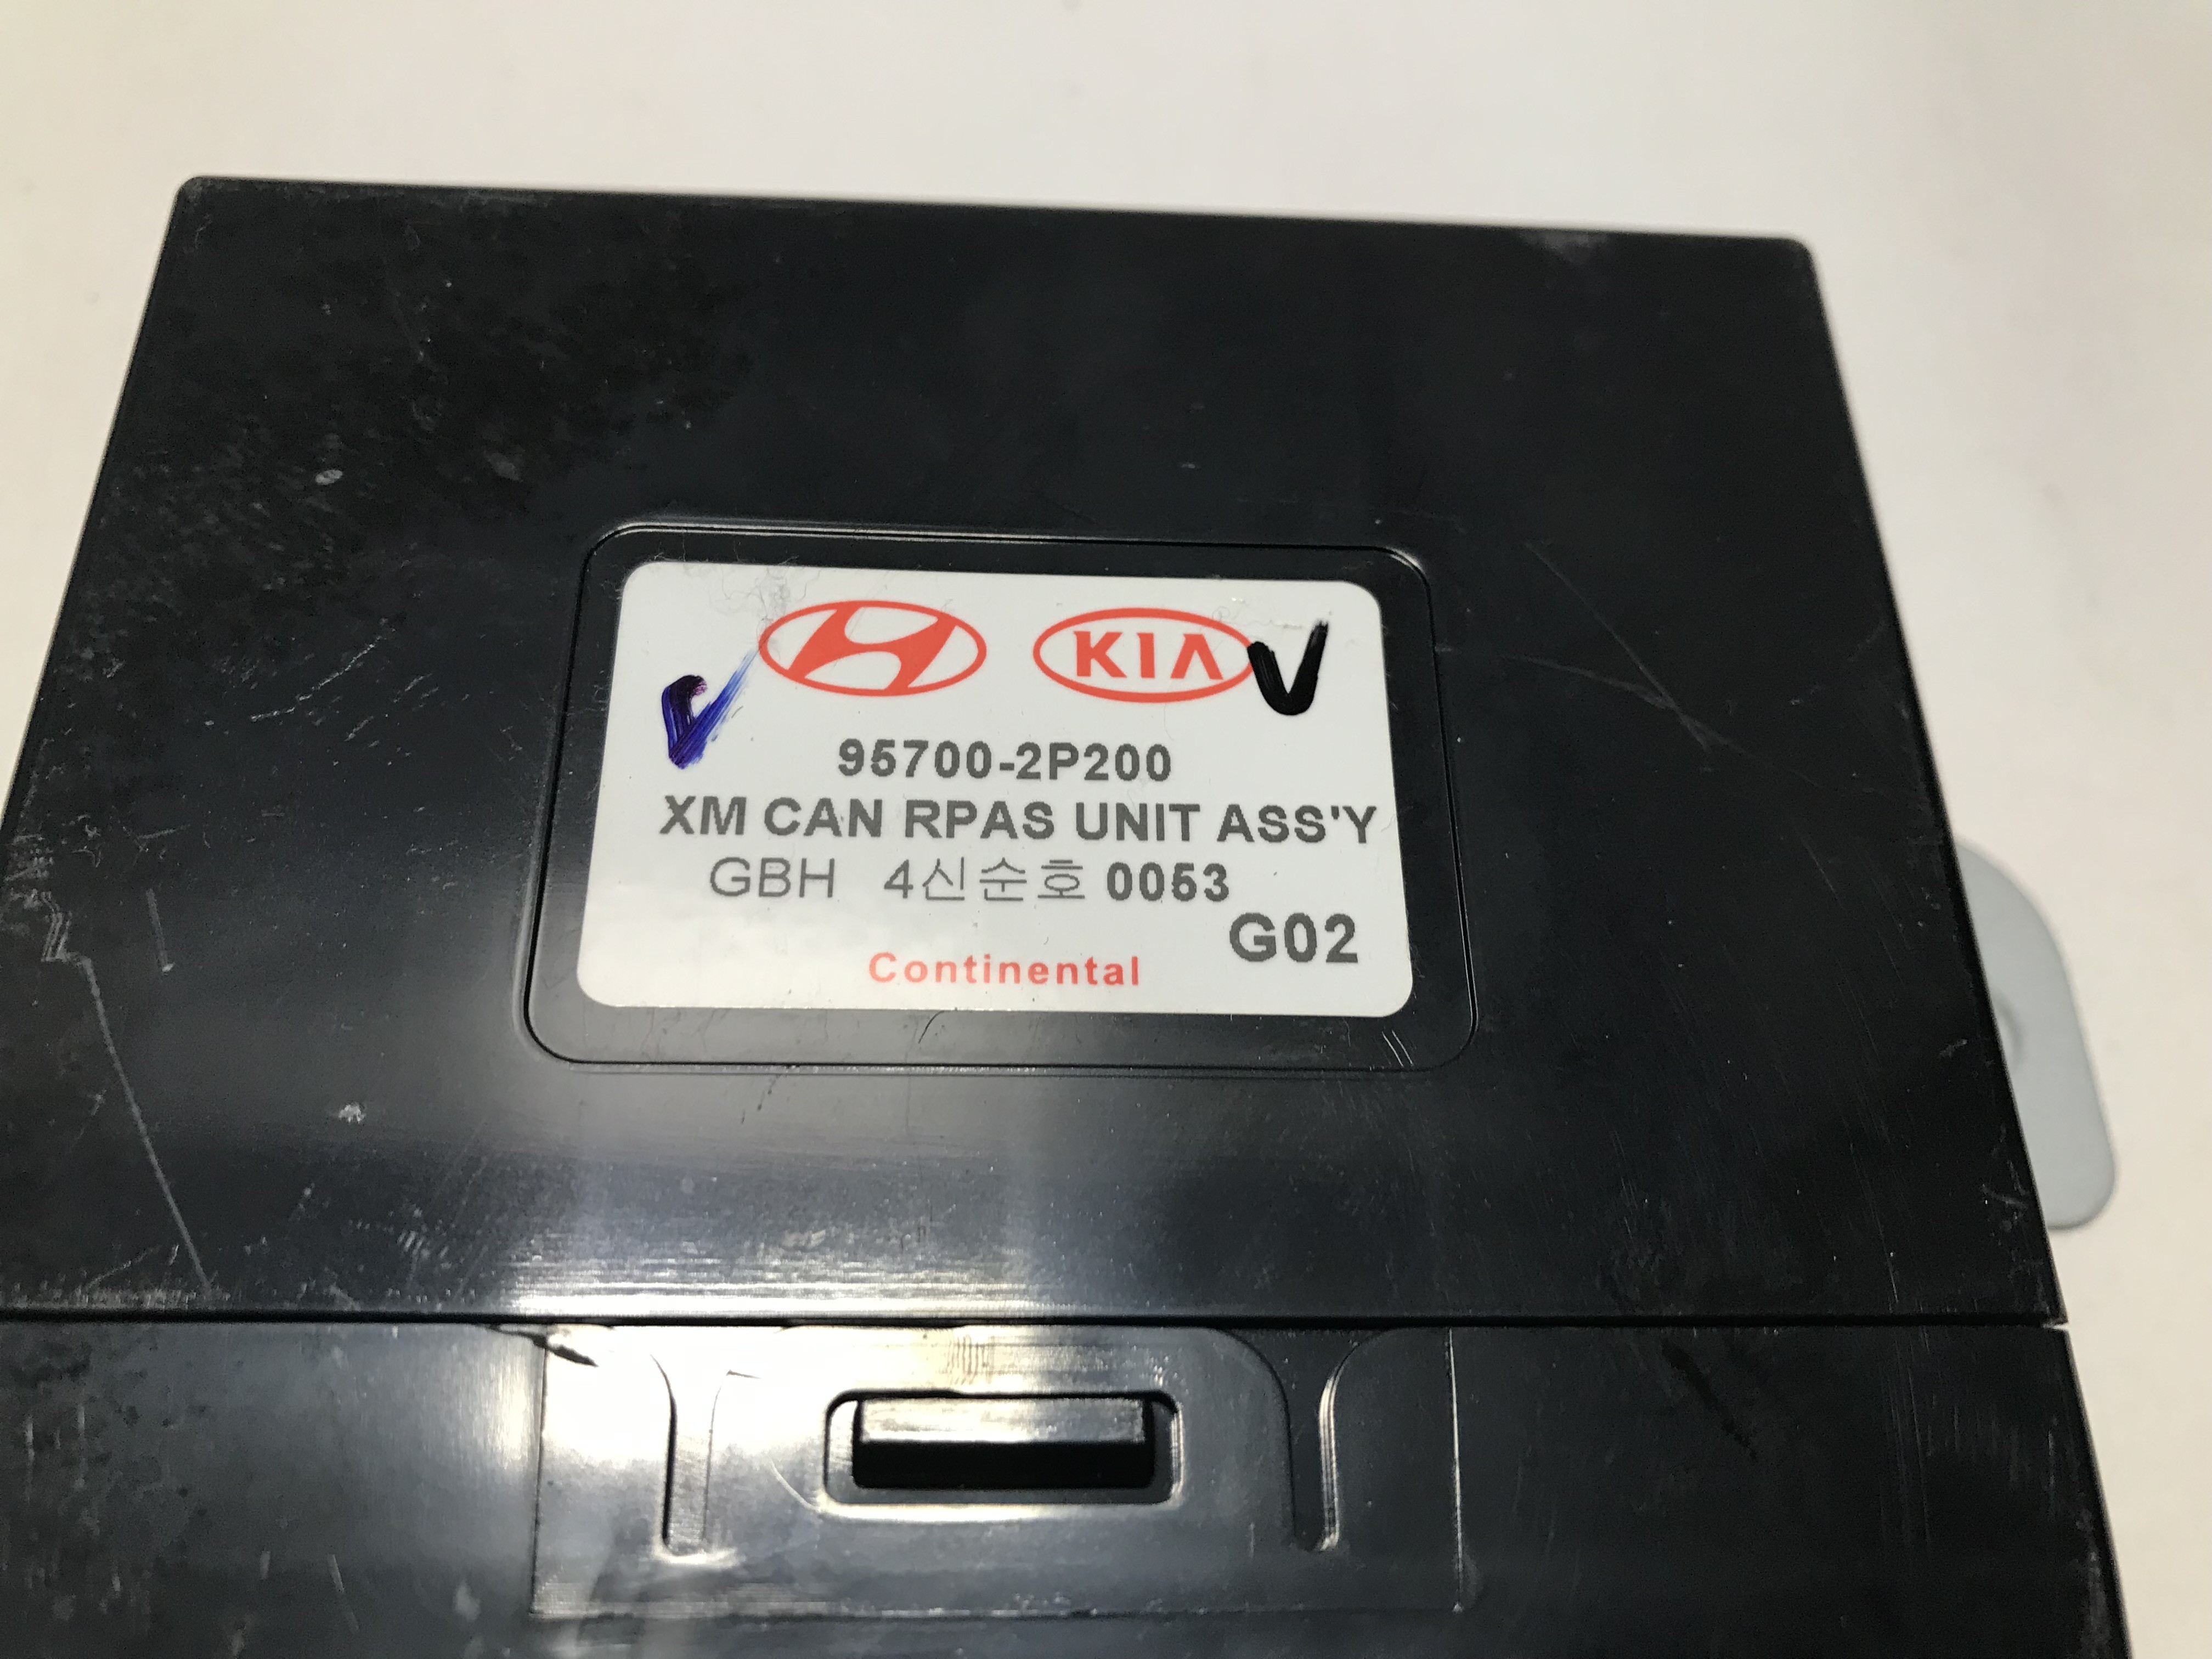 KIA
95700-2P200
XM CAN RPAS UNIT ASS'Y
GBH 4신순호 0053
G02
Continental